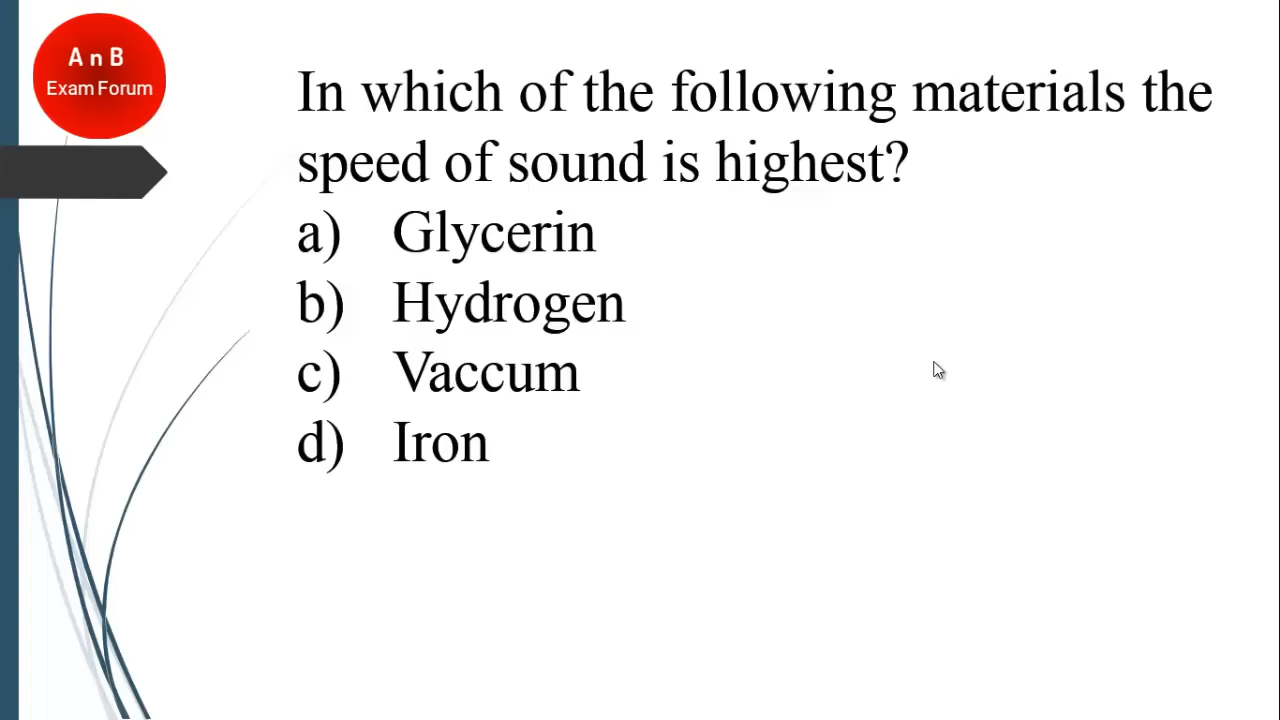 A n B
Exam Forum
In which of the following materials the
speed of sound is highest?
a) Glycerin
b) Hydrogen
c) Vaccum
d) Iron